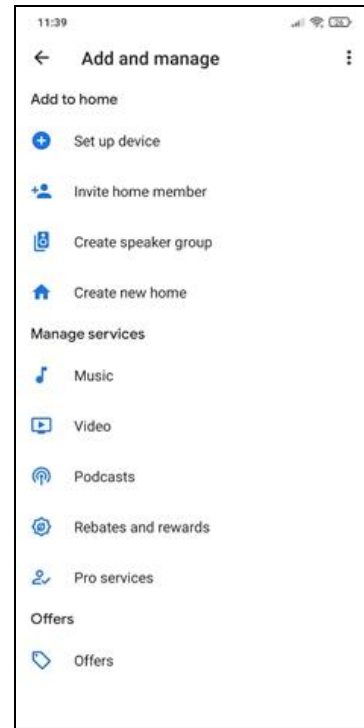 11:39
Add and manage
Add to home
Set up device
Invite home member
Create speaker group
Create new home
Manage services
Music
Video
Podcasts
Rebates and rewards
Pro services
Offers
Offers